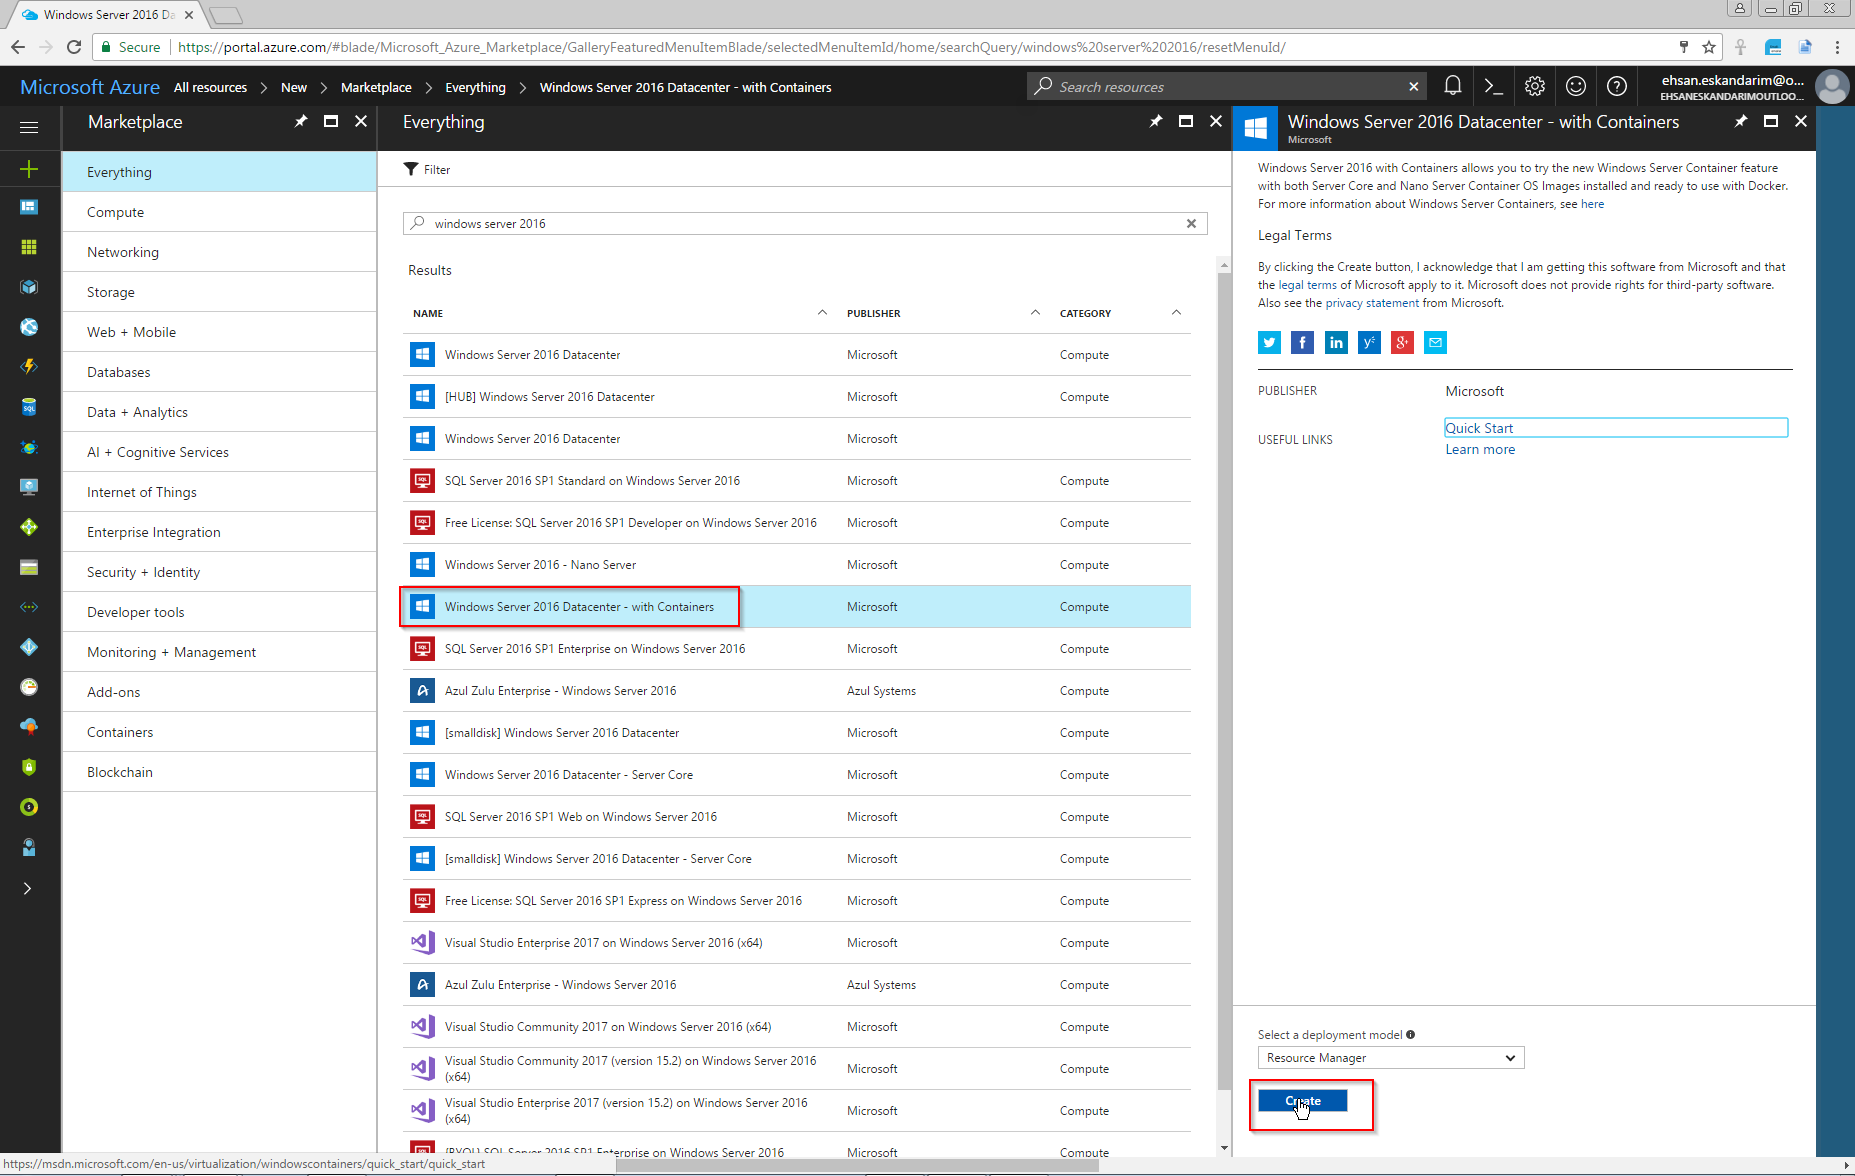 Windows Server 2016 Da
Secure
https://portal.azure.com/#blade/Microsoft_Azure_Marketplace/GalleryFeaturedMenuItemBlade/selectedMenuItemId/home/searchQuery/windows%20server%202016/resetMenuId/
Microsoft Azure All resources > New > Marketplace > Everything > Windows Server 2016 Datacenter - with Containers
Search resources
ehsan.eskandarim@o...
EHSANESKANDARIMOUTLOO...
Marketplace
Everything
Compute
Networking
Storage
Web + Mobile
Databases
Data + Analytics
AI + Cognitive Services
Internet of Things
Enterprise Integration
Security + Identity
Developer tools
Monitoring + Management
Add-ons
Containers
Blockchain
Everything
Filter
windows server 2016
Results
NAME PUBLISHER CATEGORY
Windows Server 2016 Datacenter Microsoft Compute
[HUB] Windows Server 2016 Datacenter Microsoft Compute
Windows Server 2016 Datacenter Microsoft
SQL Server 2016 SP1 Standard on Windows Server 2016 Microsoft Compute
Free License: SQL Server 2016 SP1 Developer on Windows Server 2016 Microsoft Compute
Windows Server 2016 - Nano Server Microsoft Compute
Windows Server 2016 Datacenter - with Containers Microsoft Compute
SQL Server 2016 SP1 Enterprise on Windows Server 2016 Microsoft Compute
Azul Zulu Enterprise - Windows Server 2016 Azul Systems Compute
[smalldisk] Windows Server 2016 Datacenter Microsoft Compute
Windows Server 2016 Datacenter - Server Core Microsoft Compute
SQL Server 2016 SP1 Web on Windows Server 2016 Microsoft Compute
[smalldisk] Windows Server 2016 Datacenter - Server Core Microsoft Compute
Free License: SQL Server 2016 SP1 Express on Windows Server 2016 Microsoft Compute
Visual Studio Enterprise 2017 on Windows Server 2016 (x64) Microsoft Compute
Azul Zulu Enterprise - Windows Server 2016 Azul Systems Compute
Visual Studio Community 2017 on Windows Server 2016 (x64) Microsoft Compute
Visual Studio Community 2017 (version 15.2) on Windows Server 2016
(x64) Microsoft Compute
Visual Studio Enterprise 2017 (version 15.2) on Windows Server 2016
(x64) Microsoft Compute
(BYOL) SQL Server 2016 SP1 Enterprise on Windows Server 2016 Microsoft Compute
Windows Server 2016 Datacenter - with Containers
Microsoft
Windows Server 2016 with Containers allows you to try the new Windows Server Container feature
with both Server Core and Nano Server Container OS Images installed and ready to use with Docker.
For more information about Windows Server Containers, see here
Legal Terms
By clicking the Create button, I acknowledge that I am getting this software from Microsoft and that
the legal terms of Microsoft apply to it. Microsoft does not provide rights for third-party software.
Also see the privacy statement from Microsoft.
PUBLISHER Microsoft
USEFUL LINKS
Quick Start
Learn more
Select a deployment model
Resource Manager
Create
https://msdn.microsoft.com/en-us/virtualization/windowscontainers/quick_start/quick_start